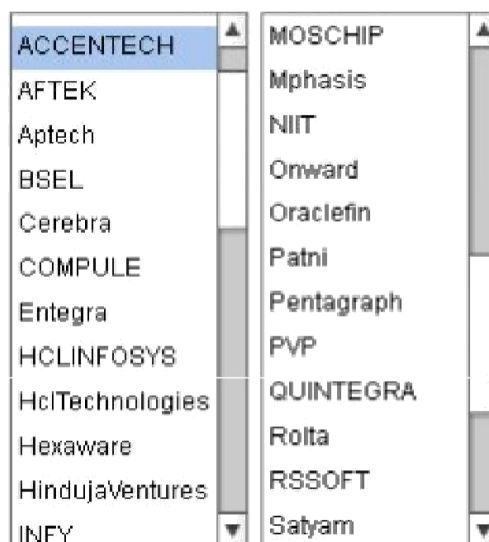 ACCENTECH
AFTEK
Aptech
BSEL
Cerebra
COMPULE
Entegra
HCLINFOSYS
HclTechnologies
Hexaware
HindujaVentures
INFY
MOSCHIP
Mphasis
NIIT
Onward
Oraclefin
Patni
Pentagraph
PVP
QUINTEGRA
Rolta
RSSOFT
Satyam